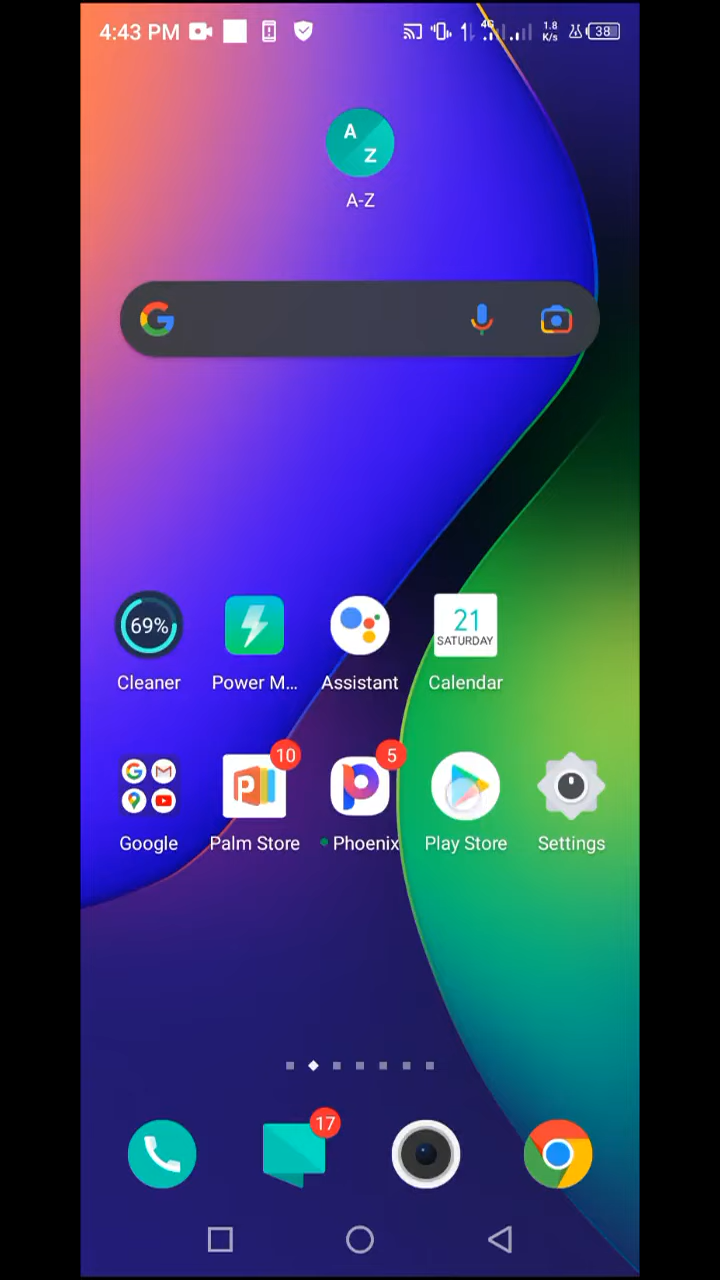 4:43 PM 4G 1.8 K/s 38
A Z
A-Z
69% 21 SATURDAY
Cleaner Power M... Assistant Calendar
10 5
Google Palm Store Phoenix Play Store Settings
17